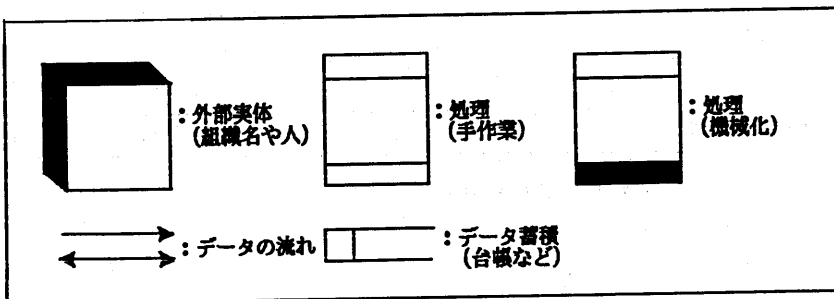 ：外部実体
（組織名や人）
：処理
（手作業）
：処理
（機械化）
：データの流れ
：データ蓄積
（台帳など）